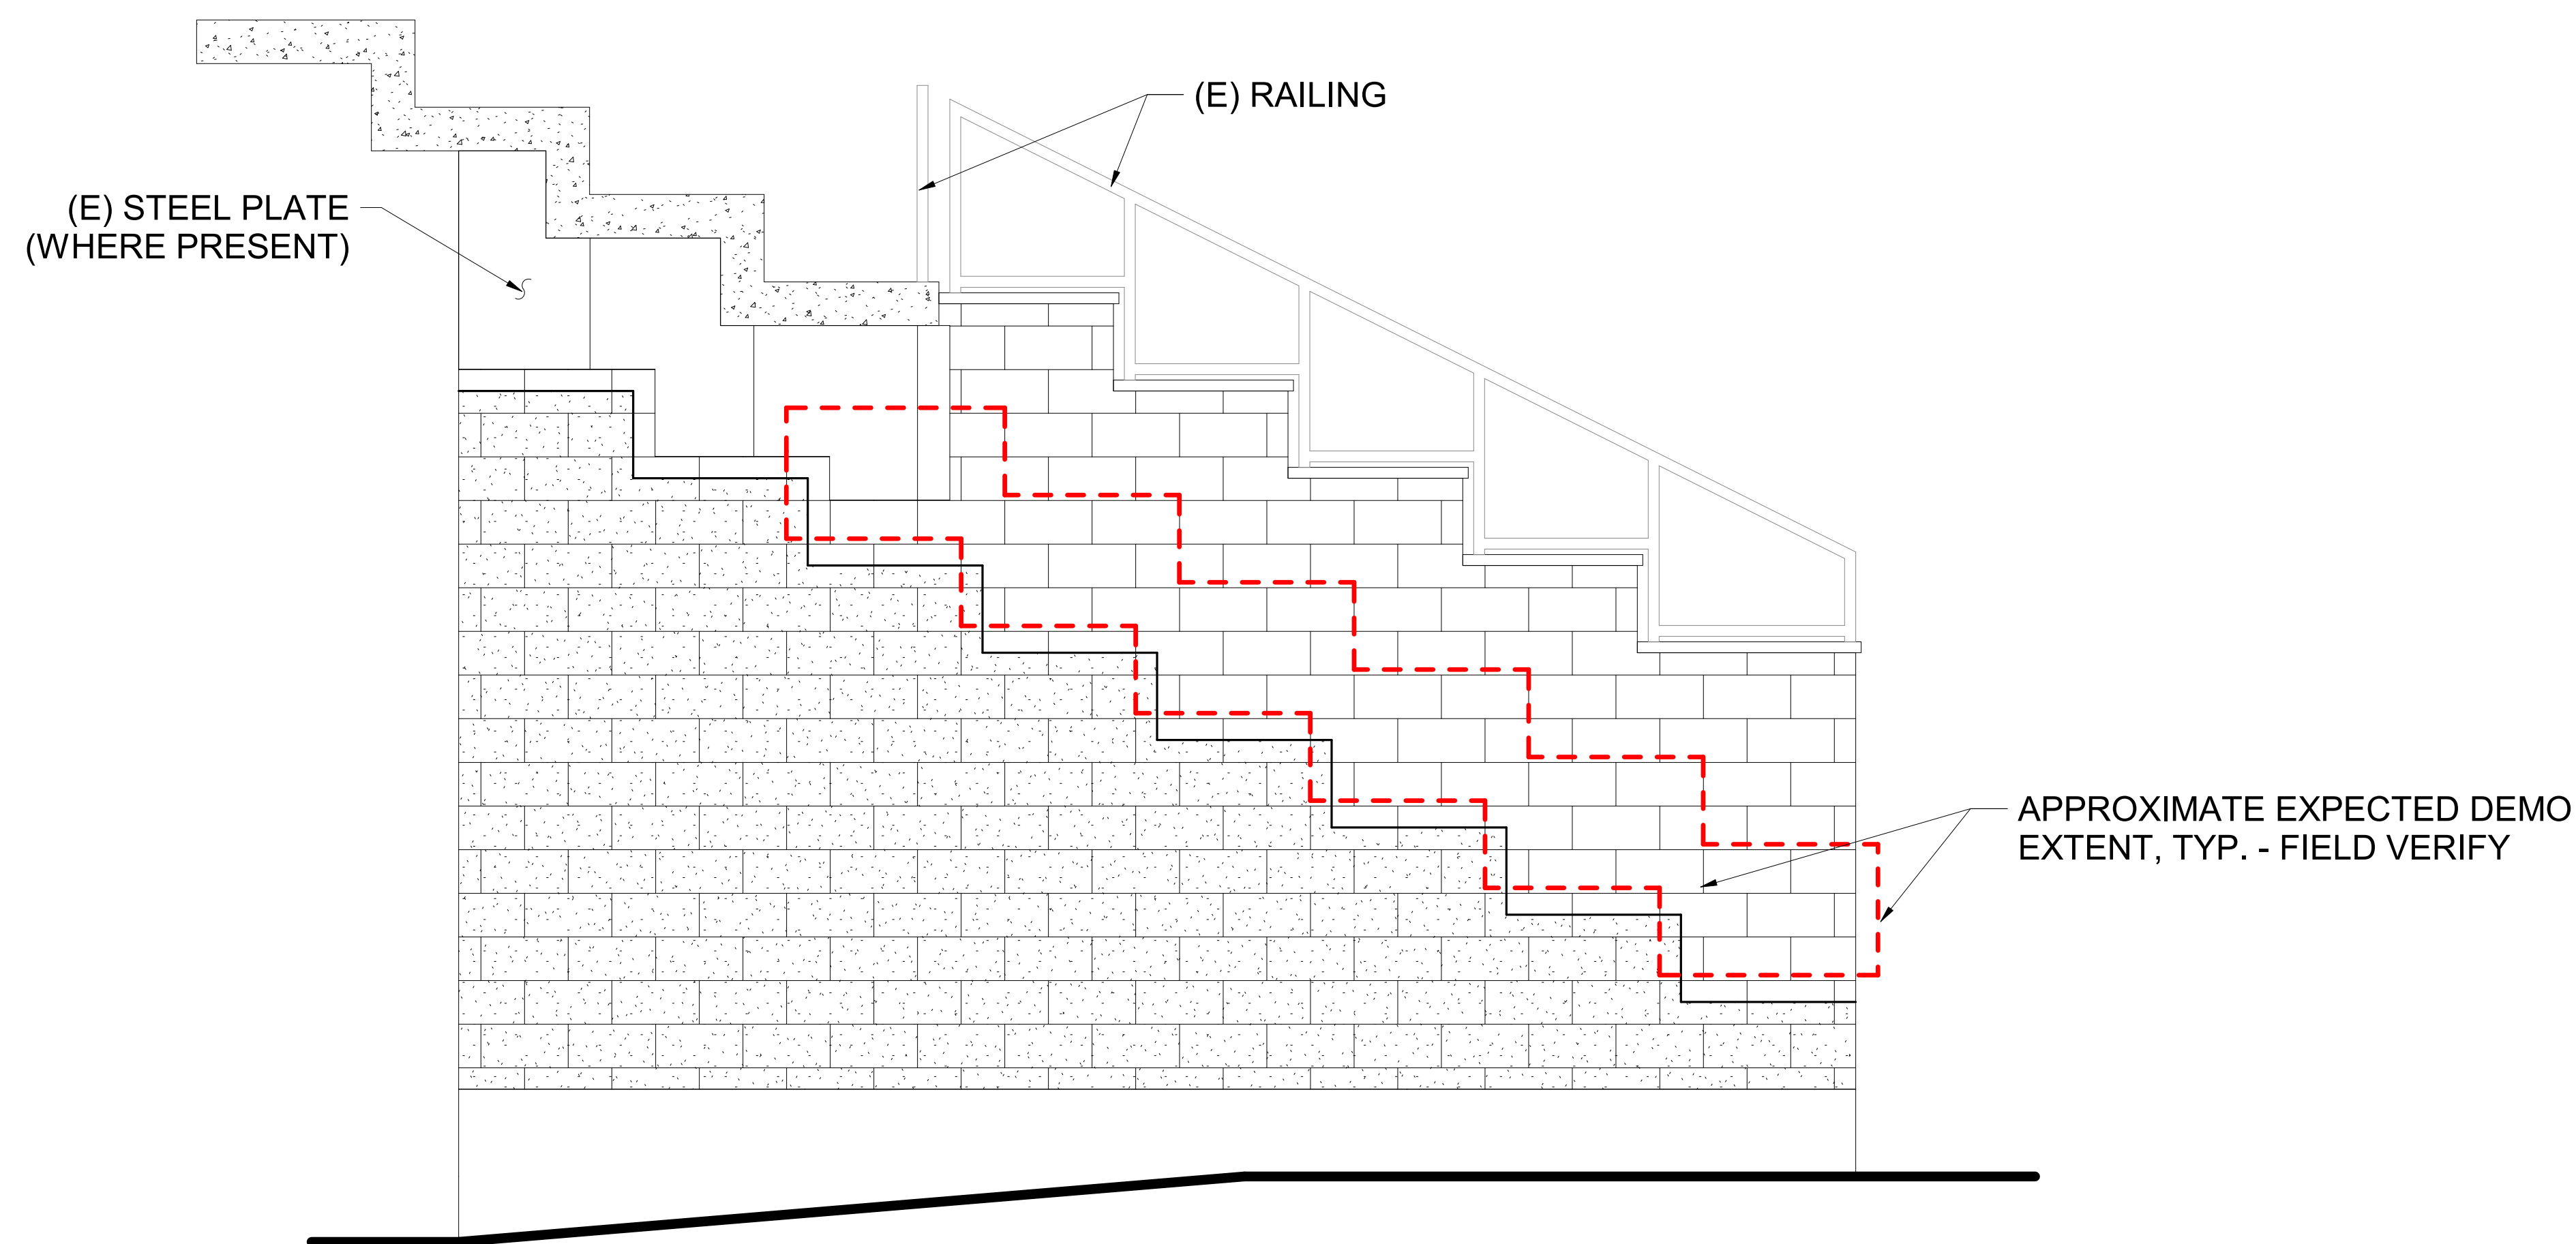 (E) RAILING
(E) STEEL PLATE
(WHERE PRESENT)
APPROXIMATE EXPECTED DEMO
EXTENT, TYP. - FIELD VERIFY